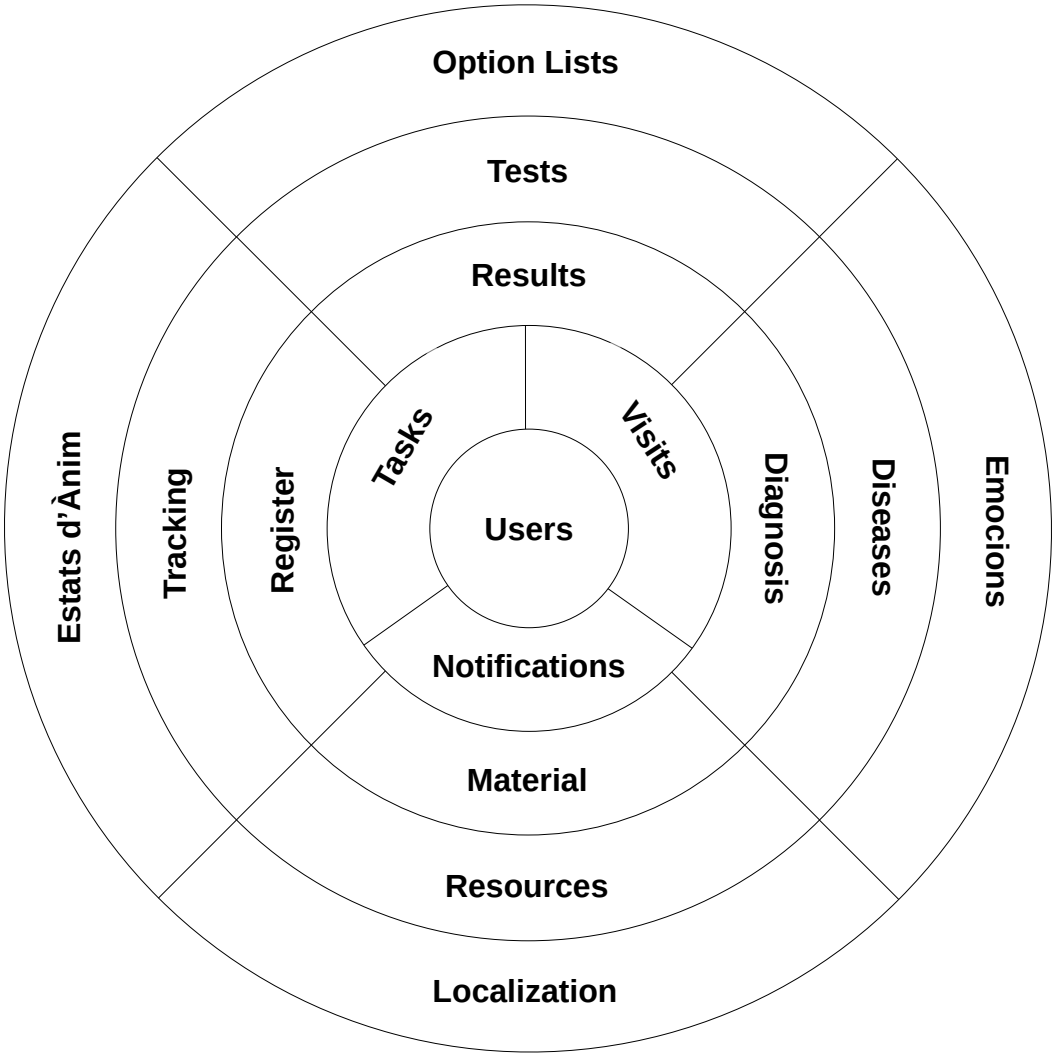 Option Lists
Tests
Results
Tasks
Visits
Estats d’Ànim
Tracking
Register
Users
Diagnosis
Diseases
Emocions
Notifications
Material
Resources
Localization